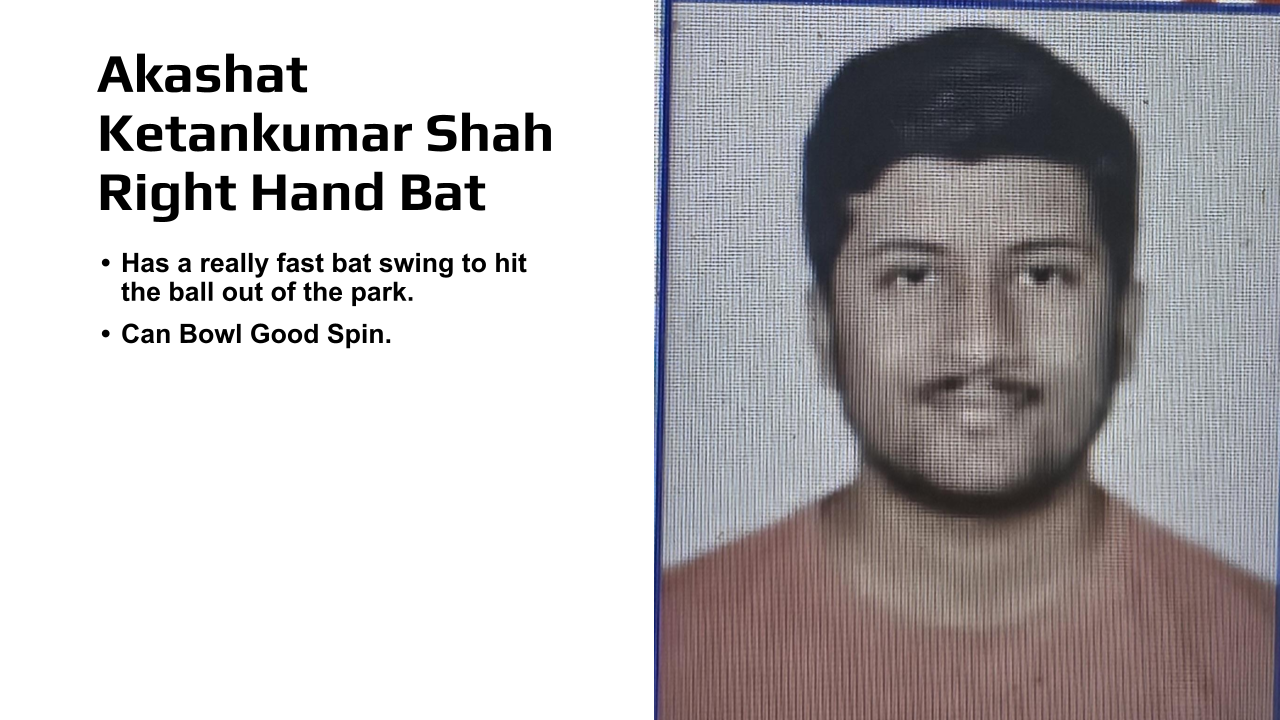 Akashat
Ketankumar Shah
Right Hand Bat
• Has a really fast bat swing to hit
the ball out of the park.
• Can Bowl Good Spin.